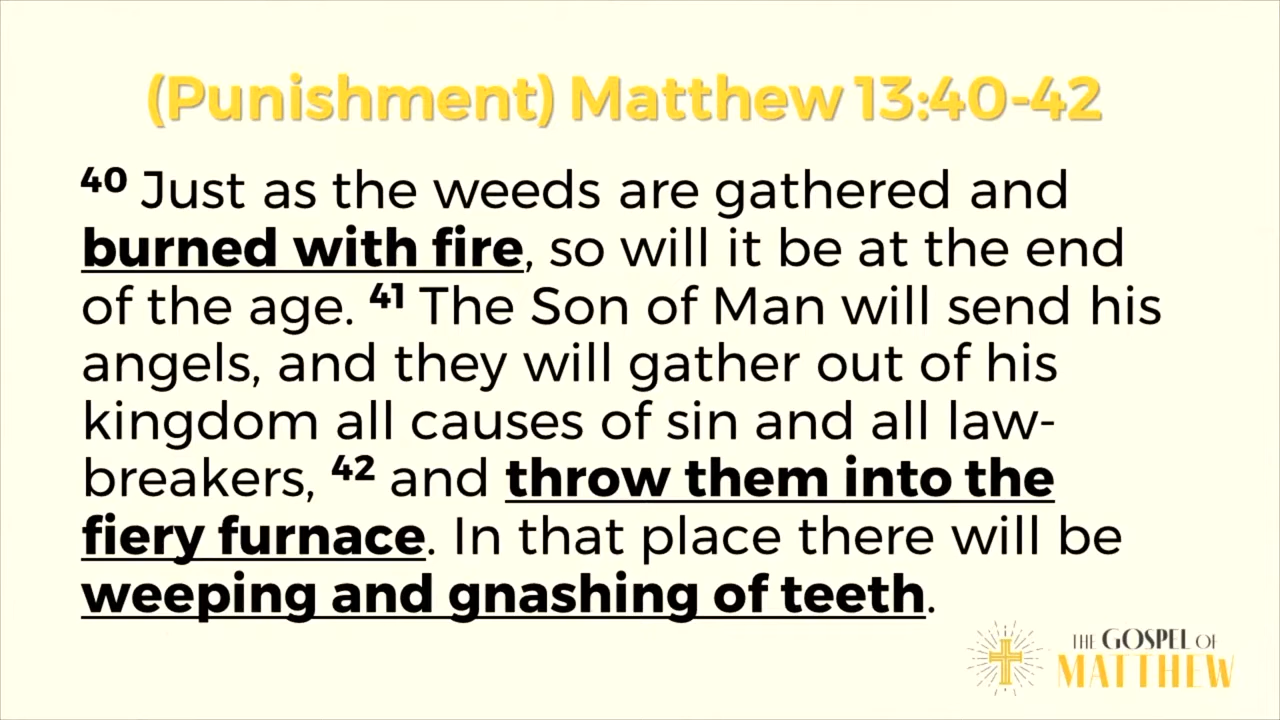 (Punishment) Matthew 13:40-42
40 Just as the weeds are gathered and
burned with fire, so will it be at the end
of the age. 41 The Son of Man will send his
angels, and they will gather out of his
kingdom all causes of sin and all law-
breakers, 42 and throw them into the
fiery furnace. In that place there will be
weeping and gnashing of teeth.
THE GOSPEL OF
MATTHEW